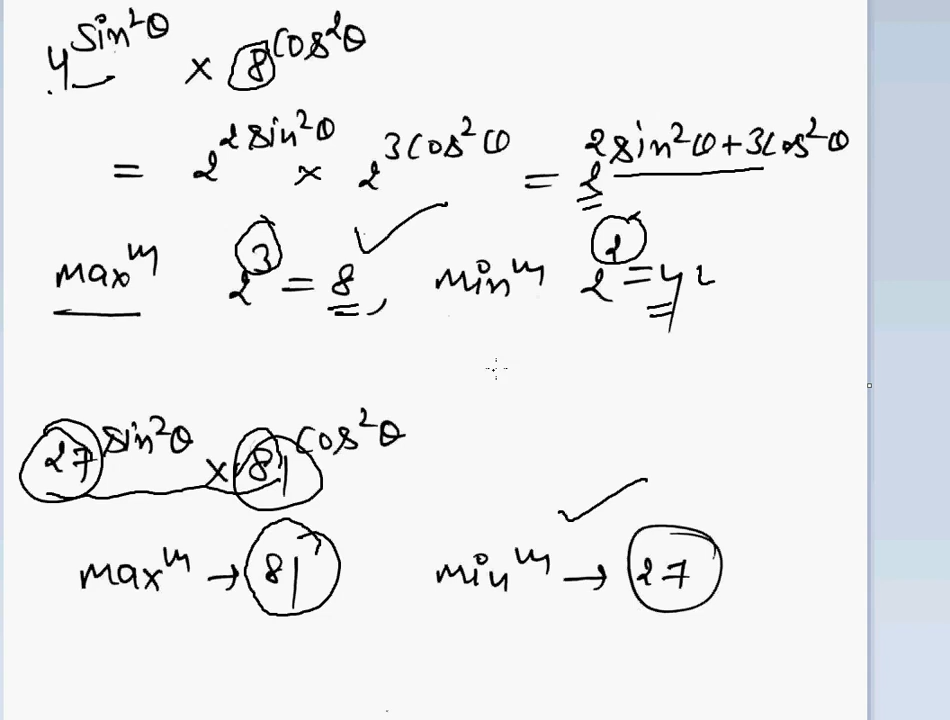 4^sin²θ × 8^cos²θ
= 2^2sin²θ × 2^3cos²θ = 2^2sin²θ+3cos²θ
max^m 2^3 = 8, min^m 2^2 = 4
27^sin²θ × 81^cos²θ
max^m → 81 min^m → 27